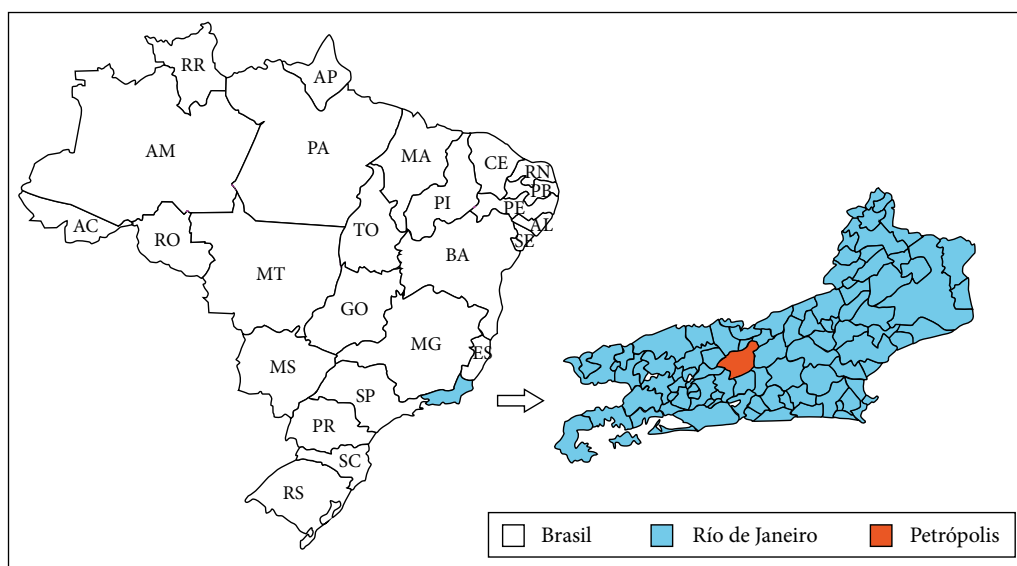 RR
AP
AM
PA
MA
CE
RN
PB
PI
PE
AL
AC
RO
TO
SE
BA
MT
GO
MG
ES
MS
SP
PR
SC
RS
Brasil
Río de Janeiro
Petrópolis